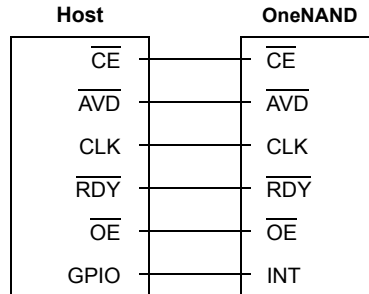 Host OneNAND
CE CE
AVD AVD
CLK CLK
RDY RDY
OE OE
GPIO INT